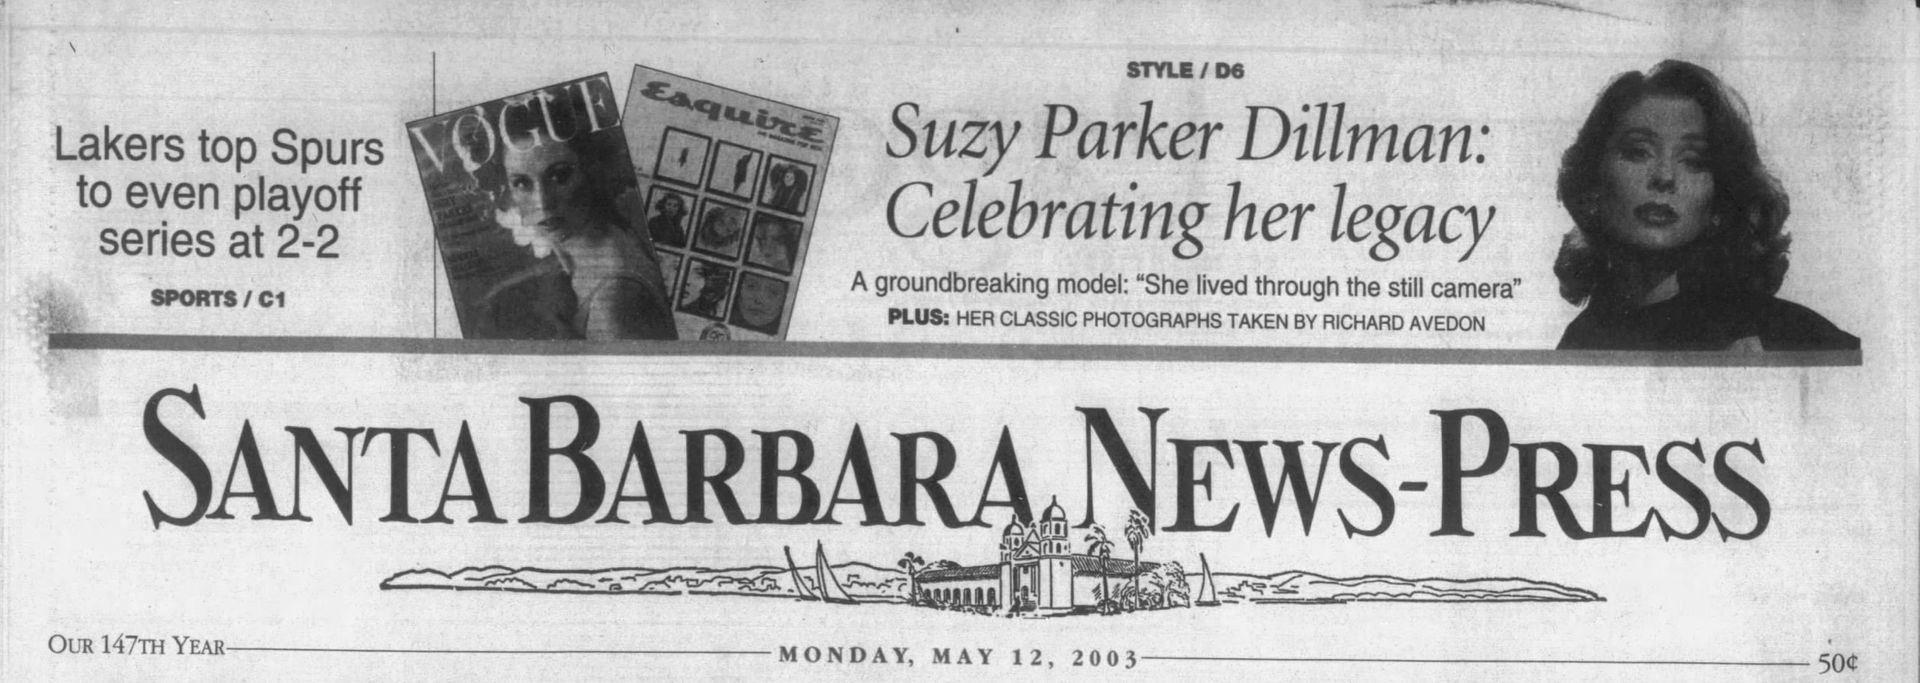 Lakers top Spurs
to even playoff
series at 2-2
SPORTS / C1
VOGUE
Esquire
STYLE / D6
Suzy Parker Dillman:
Celebrating her legacy
A groundbreaking model: “She lived through the still camera”
PLUS: HER CLASSIC PHOTOGRAPHS TAKEN BY RICHARD AVEDON
SANTA BARBARA NEWS-PRESS
OUR 147TH YEAR
MONDAY, MAY 12, 2003
50¢